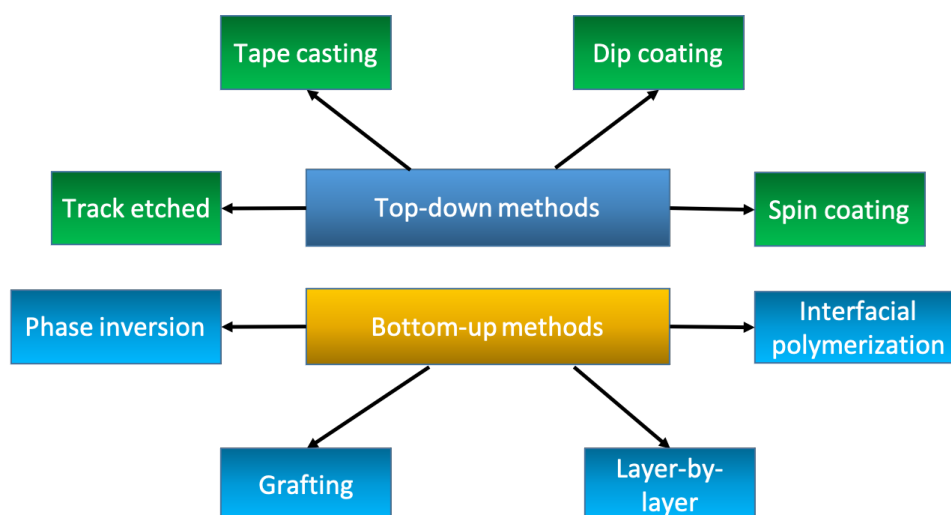 Tape casting
Dip coating
Track etched
Top-down methods
Spin coating
Phase inversion
Bottom-up methods
Interfacial
polymerization
Grafting
Layer-by-
layer